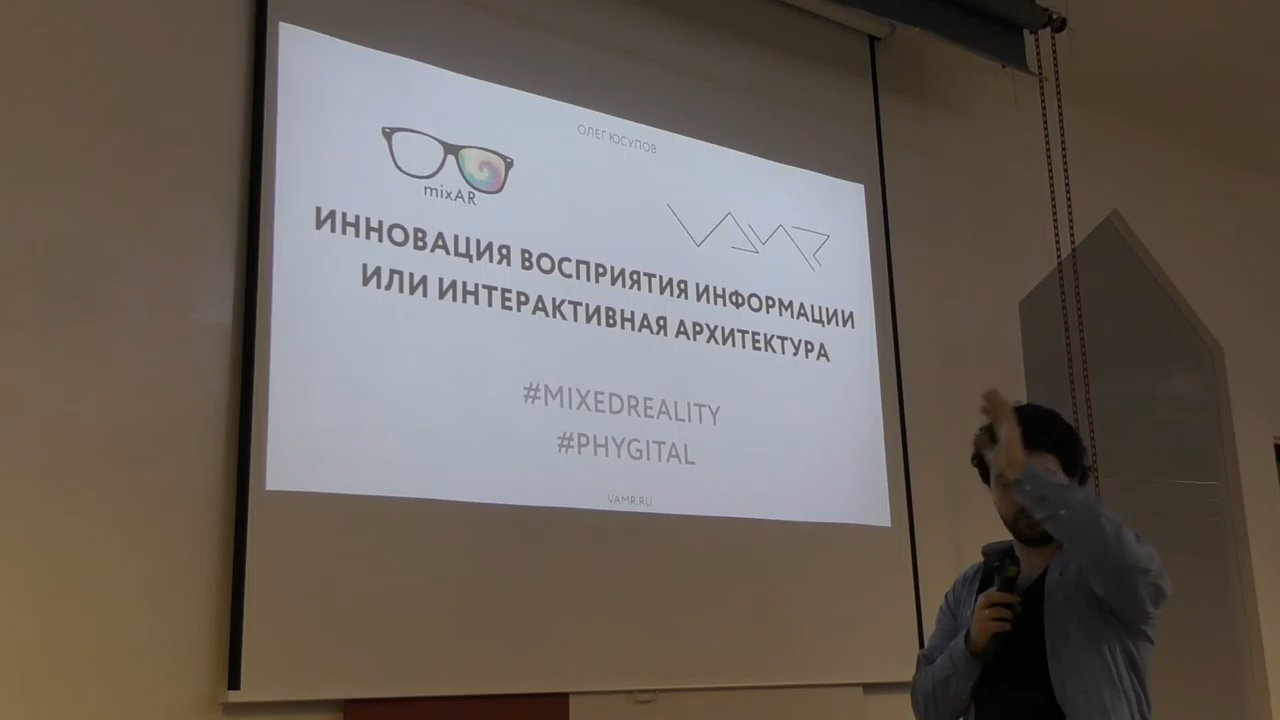 ОЛЕГ ЮСУПОВ
mixAR
VAMR
ИННОВАЦИЯ ВОСПРИЯТИЯ ИНФОРМАЦИИ
ИЛИ ИНТЕРАКТИВНАЯ АРХИТЕКТУРА
#MIXEDREALITY
#PHYGITAL
VAMR.RU